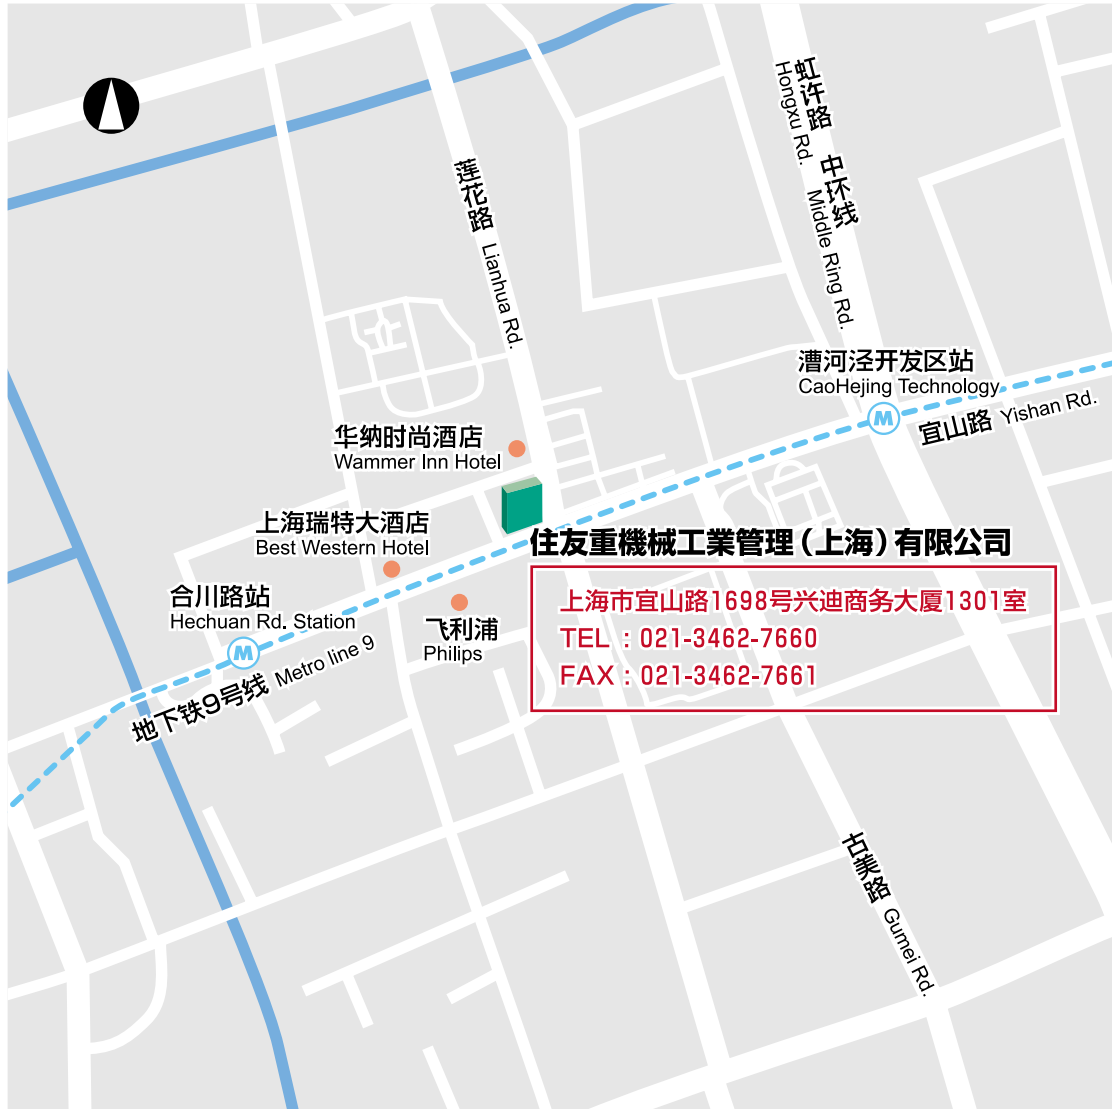 虹许路
Hongxu Rd.
中环线
Middle Ring Rd.
莲花路
Lianhua Rd.
漕河泾开发区站
CaoHejing Technology
M
宜山路 Yishan Rd.
华纳时尚酒店
Wammer Inn Hotel
上海瑞特大酒店
Best Western Hotel
住友重機械工業管理（上海）有限公司
上海市宜山路1698号兴迪商务大厦1301室
TEL : 021-3462-7660
FAX : 021-3462-7661
合川路站
Hechuan Rd. Station
M
飞利浦
Philips
地下铁9号线 Metro line 9
古美路 Gumei Rd.